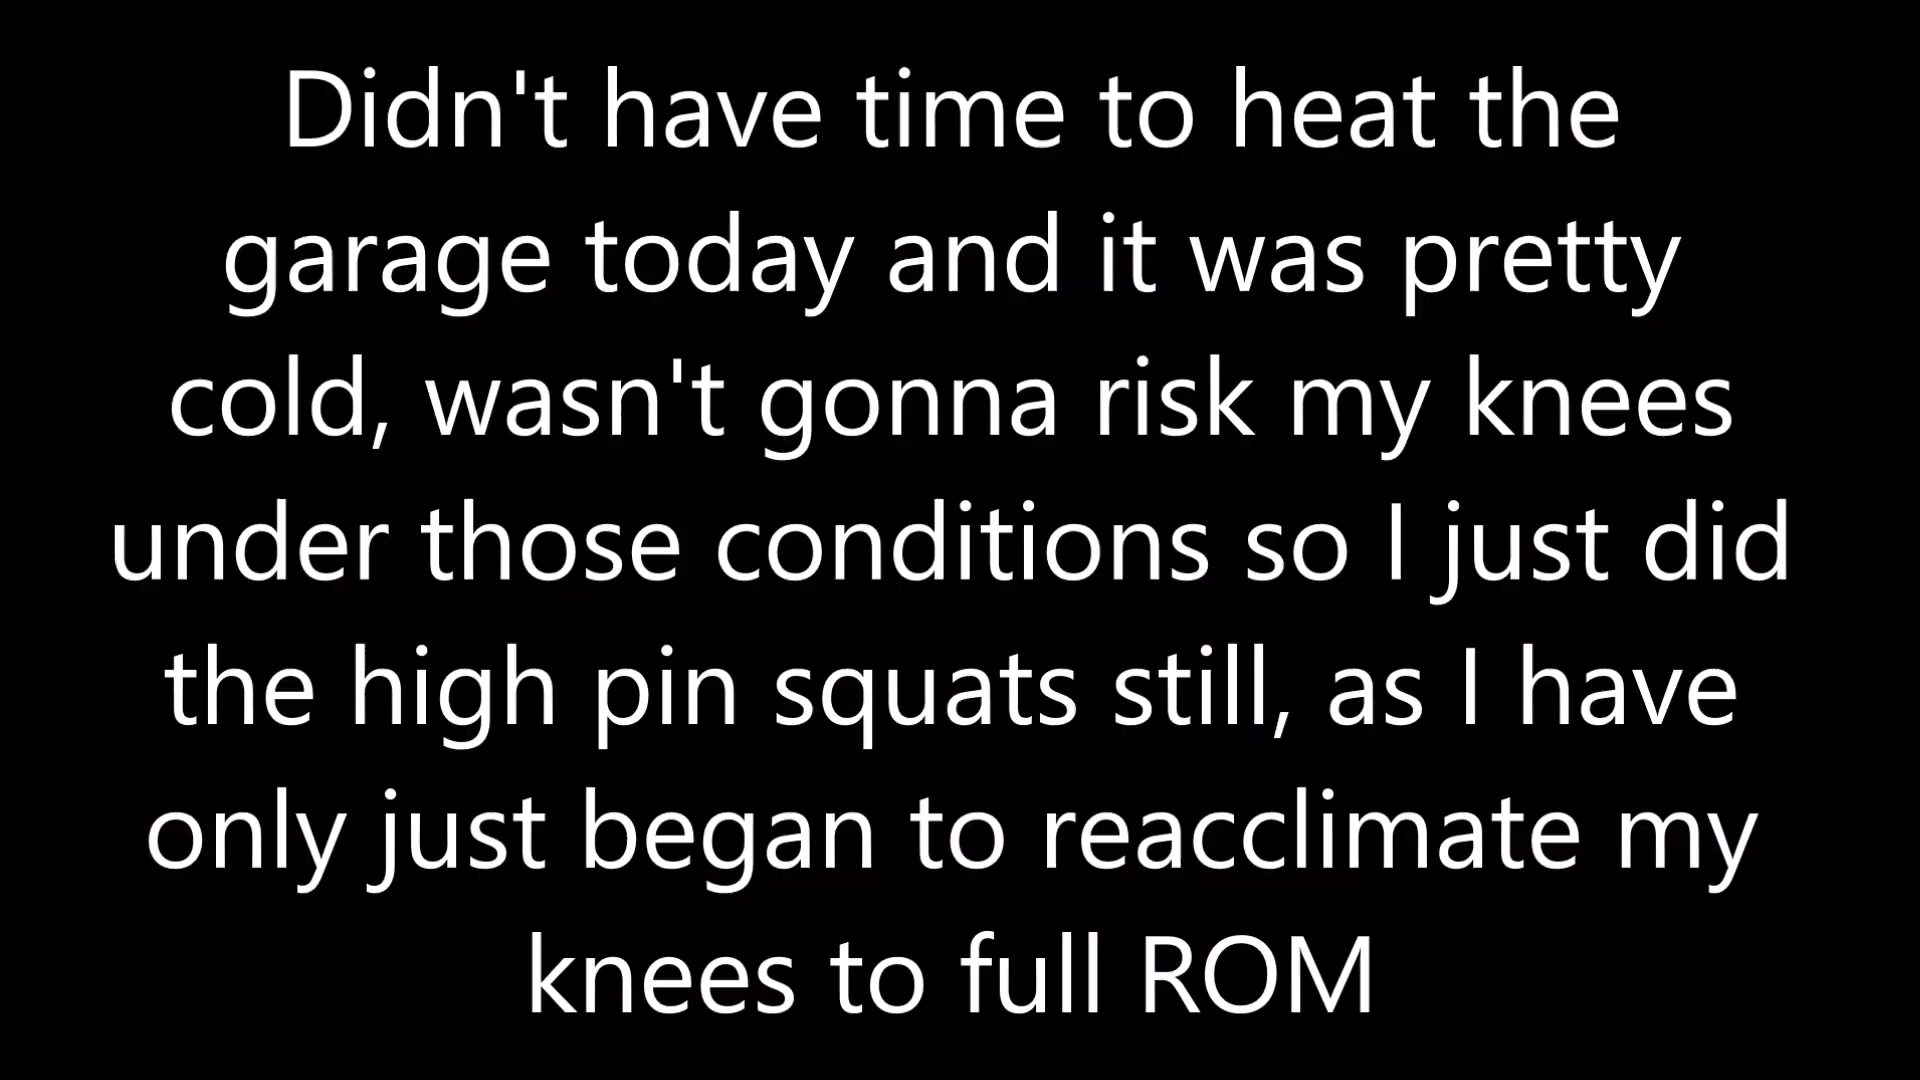 Didn't have time to heat the
garage today and it was pretty
cold, wasn't gonna risk my knees
under those conditions so I just did
the high pin squats still, as I have
only just began to reacclimate my
knees to full ROM